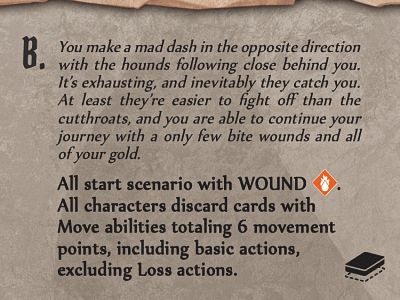 B. You make a mad dash in the opposite direction
with the hounds following close behind you.
It's exhausting, and inevitably they catch you.
At least they're easier to fight off than the
cutthroats, and you are able to continue your
journey with a only few bite wounds and all
of your gold.
All start scenario with WOUND.
All characters discard cards with
Move abilities totaling 6 movement
points, including basic actions,
excluding Loss actions.